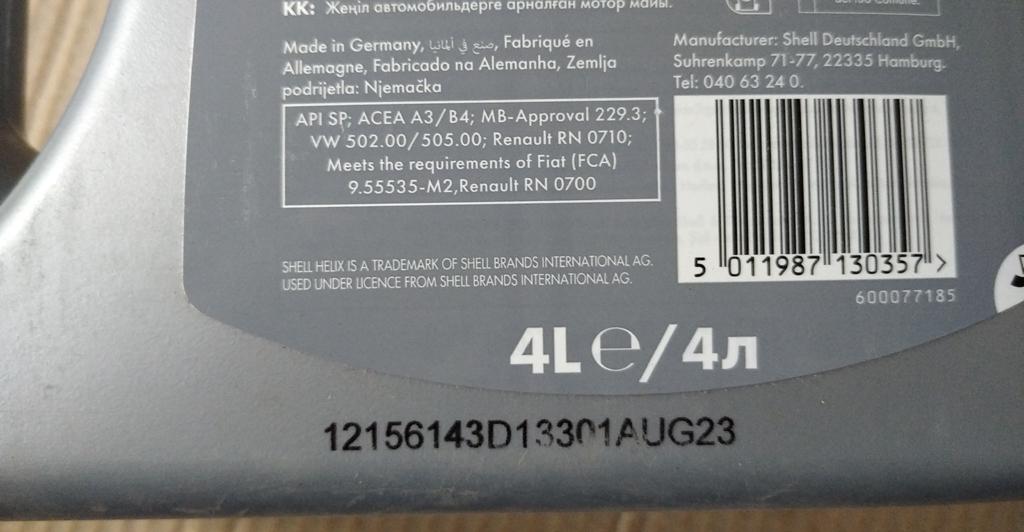 KK: Жеңіл автомобильдерге арналған мотор майы.
Made in Germany, صنع في ألمانيا, Fabriqué en
Allemagne, Fabricado na Alemanha, Zemlja
podrijetla: Njemačka
API SP; ACEA A3/B4; MB-Approval 229.3;
VW 502.00/505.00; Renault RN 0710;
Meets the requirements of Fiat (FCA)
9.55535-M2,Renault RN 0700
SHELL HELIX IS A TRADEMARK OF SHELL BRANDS INTERNATIONAL AG.
USED UNDER LICENCE FROM SHELL BRANDS INTERNATIONAL AG.
Manufacturer: Shell Deutschland GmbH,
Suhrenkamp 71-77, 22335 Hamburg.
Tel: 040 63 24 0.
5 011987 130357 >
600077185
4L ℮/4л
12156143D13301AUG23